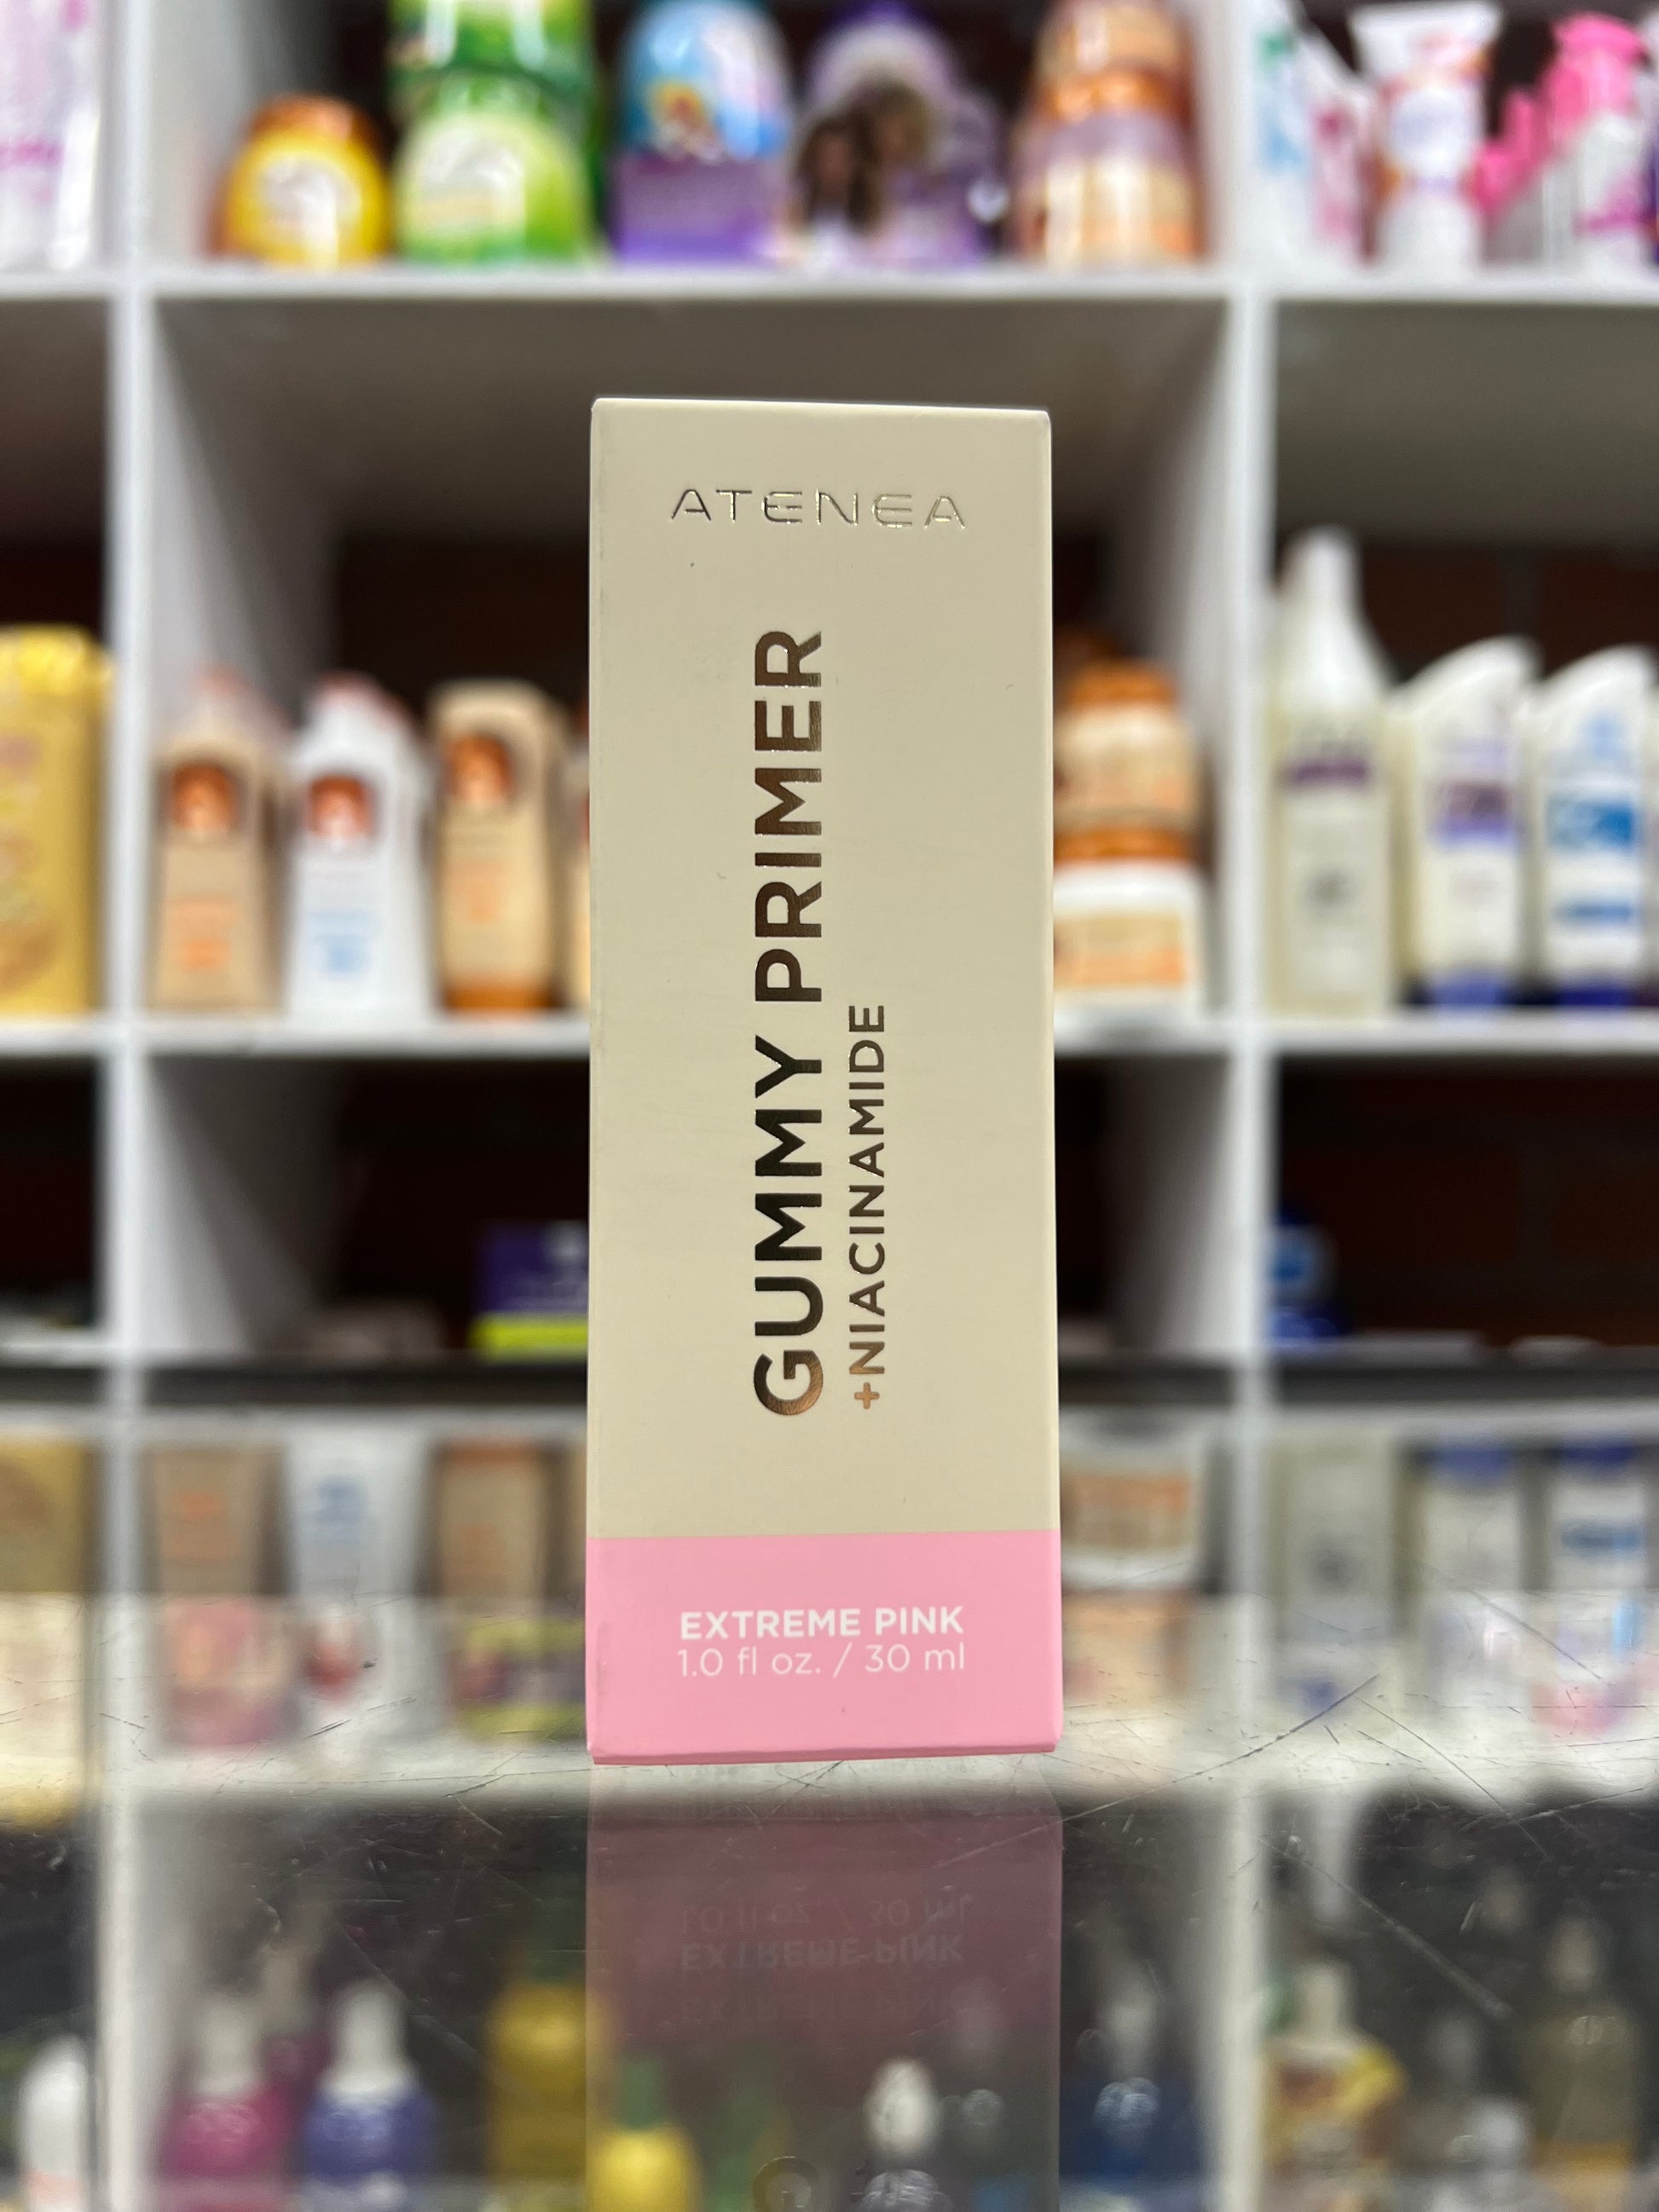 ATENEA
GUMMY PRIMER
+NIACINAMIDE
EXTREME PINK
1.0 fl oz. / 30 ml